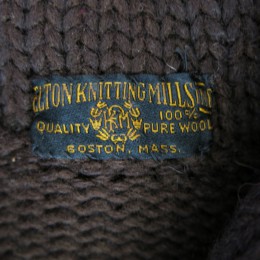 KNITTING MILLS
100%
QUALITY PURE WOOL
BOSTON, MASS.